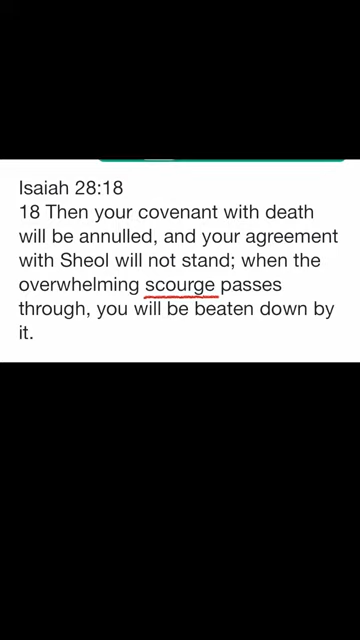 Isaiah 28:18
18 Then your covenant with death
will be annulled, and your agreement
with Sheol will not stand; when the
overwhelming scourge passes
through, you will be beaten down by
it.